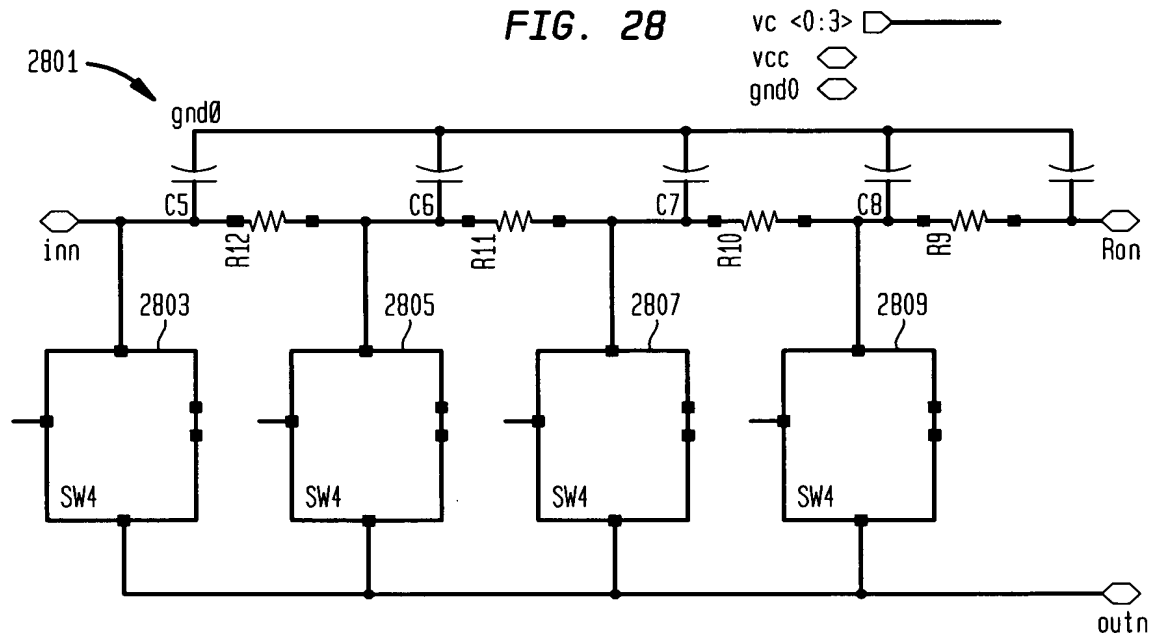 FIG. 28
vc <0:3>
vcc
gnd0
2801
gndØ
C5
C6
C7
C8
inn
R12
R11
R10
R9
Ron
2803
2805
2807
2809
SW4
SW4
SW4
SW4
outn